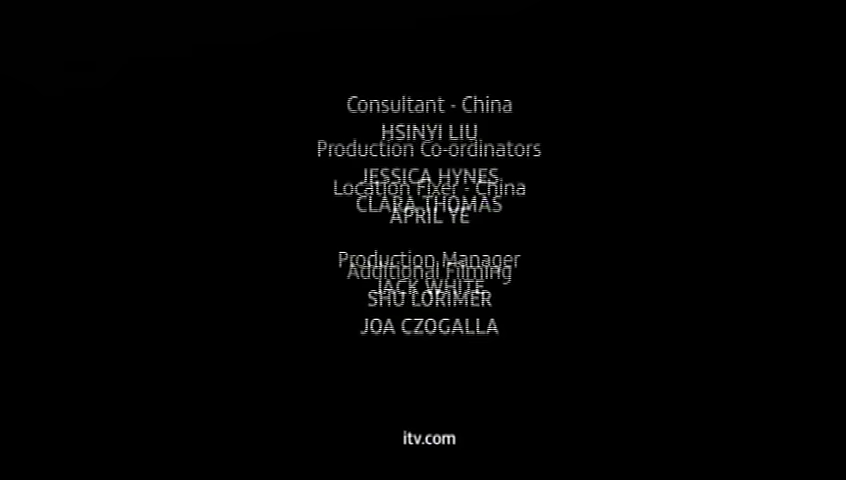 Consultant - China
HSINYI LIU
Production Co-ordinators
JESSICA HYNES
Location Fixer - China
CLARA THOMAS
APRIL YE
Production Manager
Additional Filming
JACK WHITE
SHU LORIMER
JOA CZOGALLA
itv.com